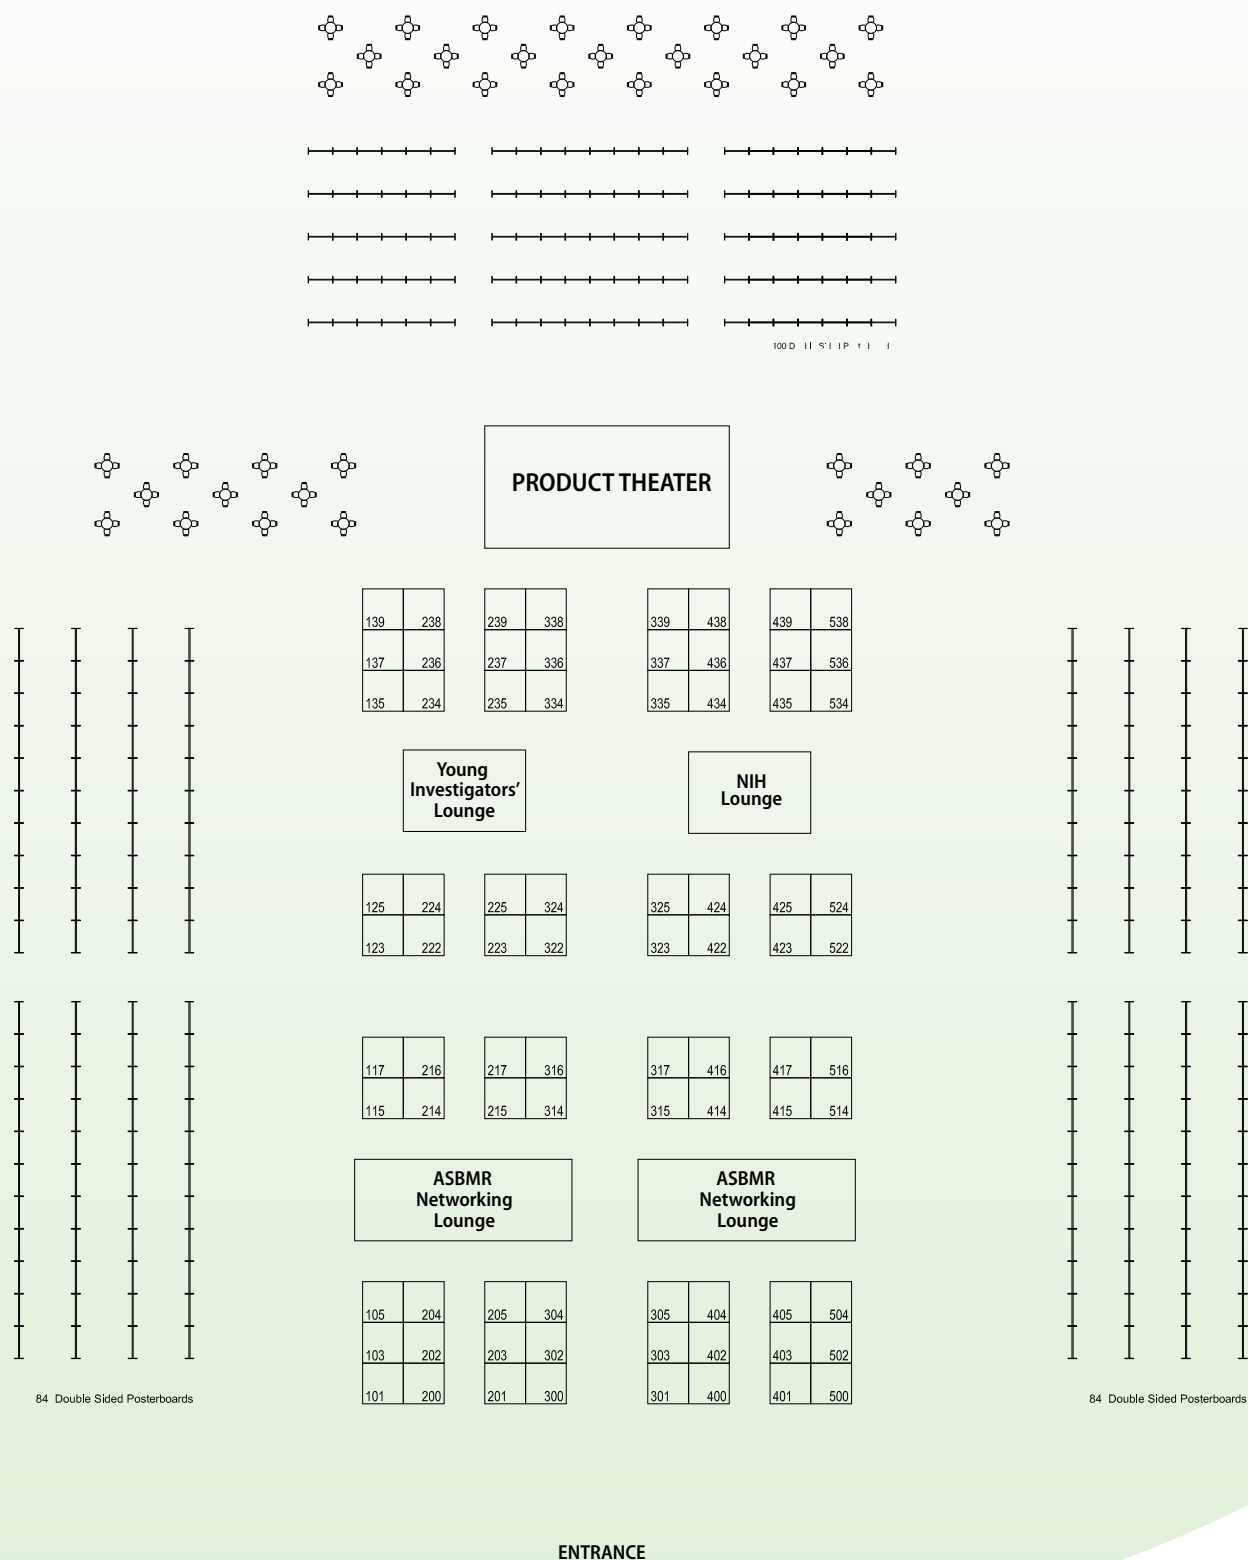 100 D
PRODUCT THEATER
139 238 239 338 339 438 439 538
137 236 237 336 337 436 437 536
135 234 235 334 335 434 435 534
Young
Investigators’
Lounge
NIH
Lounge
125 224 225 324 325 424 425 524
123 222 223 322 323 422 423 522
117 216 217 316 317 416 417 516
115 214 215 314 315 414 415 514
ASBMR
Networking
Lounge
ASBMR
Networking
Lounge
105 204 205 304 305 404 405 504
103 202 203 302 303 402 403 502
101 200 201 300 301 400 401 500
84 Double Sided Posterboards
84 Double Sided Posterboards
ENTRANCE